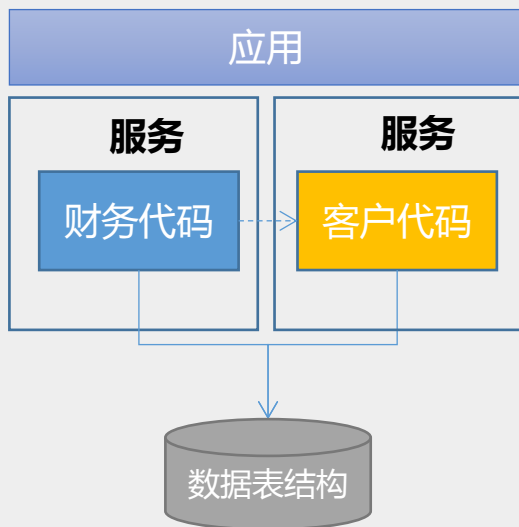 应用
服务
服务
财务代码
客户代码
数据表结构